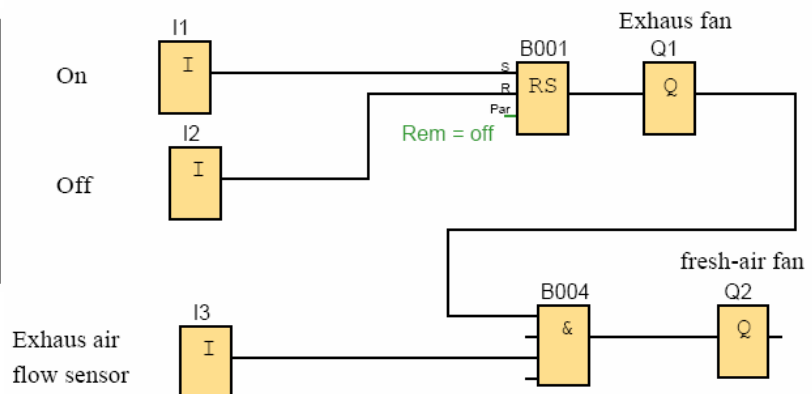 Exhaus fan
I1
B001
Q1
On
I
S
R
Par
RS
Q
Rem = off
I2
I
Off
fresh-air fan
B004
Q2
I3
&
Q
Exhaus air
I
flow sensor